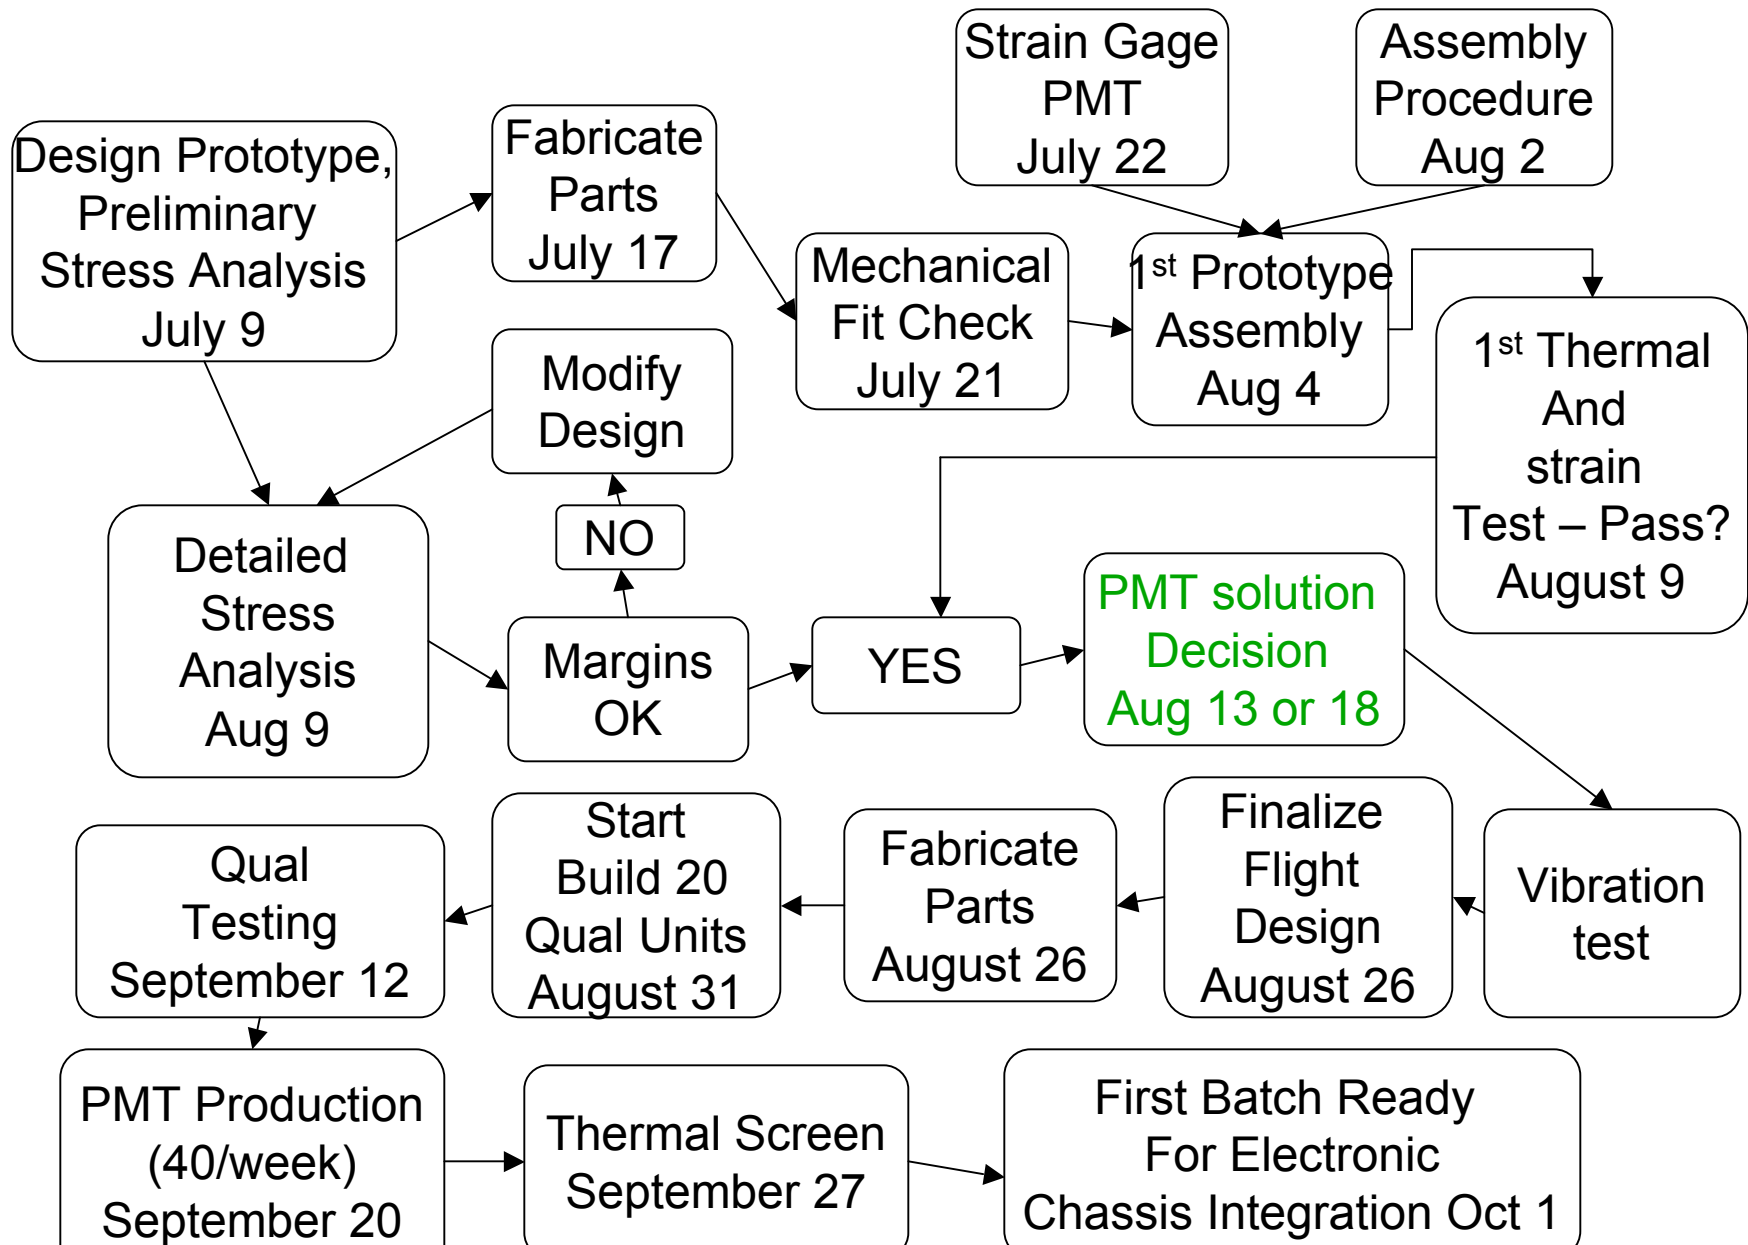 Strain Gage
PMT
July 22
Assembly
Procedure
Aug 2
Design Prototype,
Preliminary
Stress Analysis
July 9
Fabricate
Parts
July 17
Mechanical
Fit Check
July 21
1st Prototype
Assembly
Aug 4
1st Thermal
And
strain
Test – Pass?
August 9
Modify
Design
NO
Detailed
Stress
Analysis
Aug 9
Margins
OK
YES
PMT solution
Decision
Aug 13 or 18
Vibration
test
Finalize
Flight
Design
August 26
Fabricate
Parts
August 26
Start
Build 20
Qual Units
August 31
Qual
Testing
September 12
PMT Production
(40/week)
September 20
Thermal Screen
September 27
First Batch Ready
For Electronic
Chassis Integration Oct 1